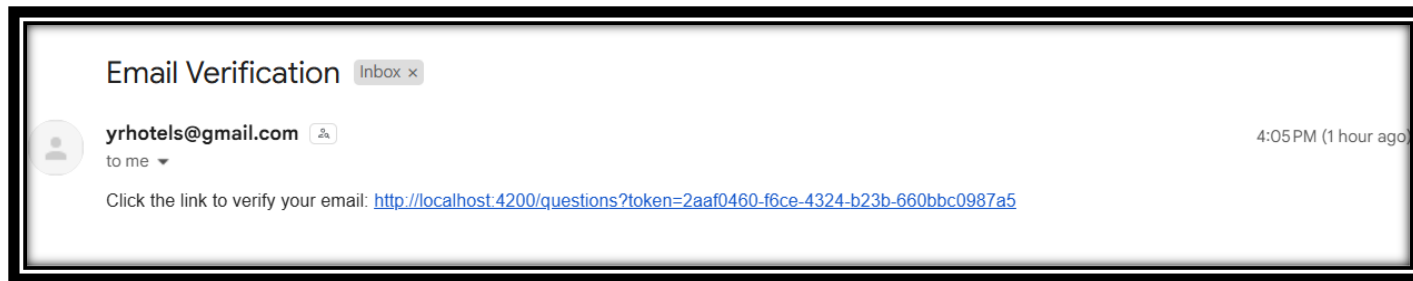 Email Verification Inbox ×
yrhotels@gmail.com 4:05 PM (1 hour ago)
to me
Click the link to verify your email: http://localhost:4200/questions?token=2aaf0460-f6ce-4324-b23b-660bbc0987a5